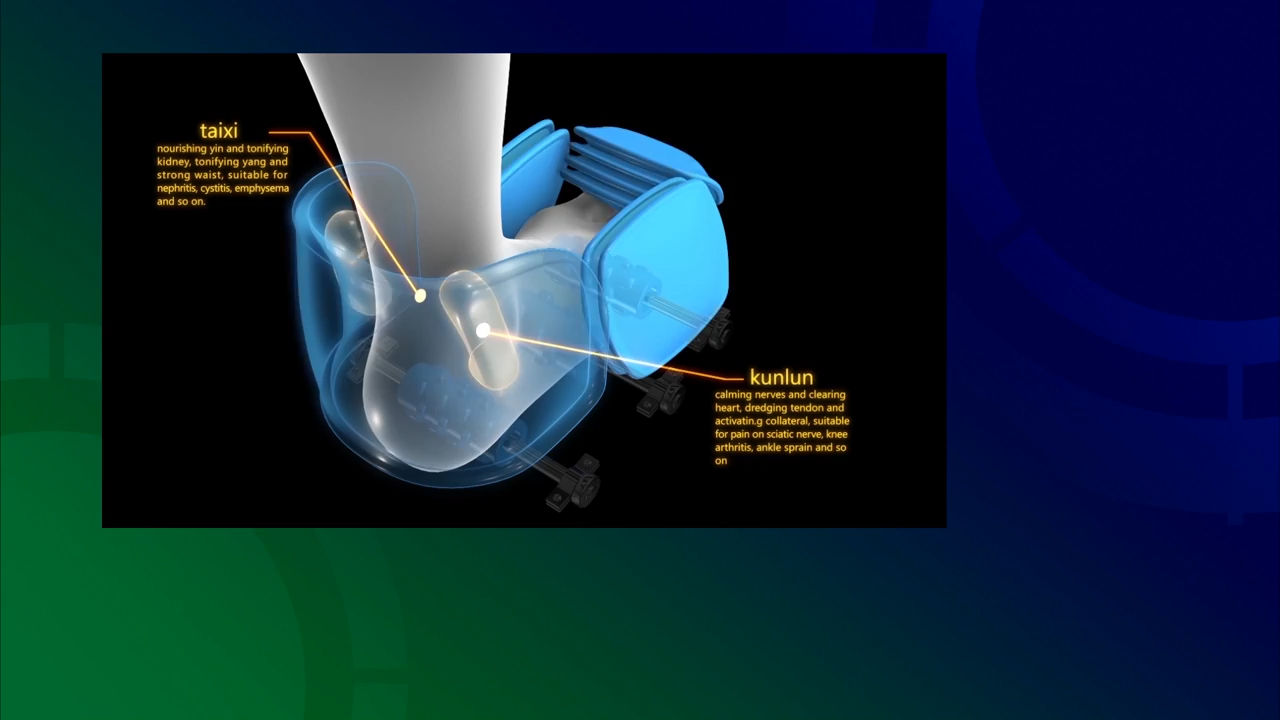 taixi
nourishing yin and tonifying
kidney, tonifying yang and
strong waist, suitable for
nephritis, cystitis, emphysema
and so on.
kunlun
calming nerves and clearing
heart, dredging tendon and
activatin.g collateral, suitable
for pain on sciatic nerve, knee
arthritis, ankle sprain and so
on